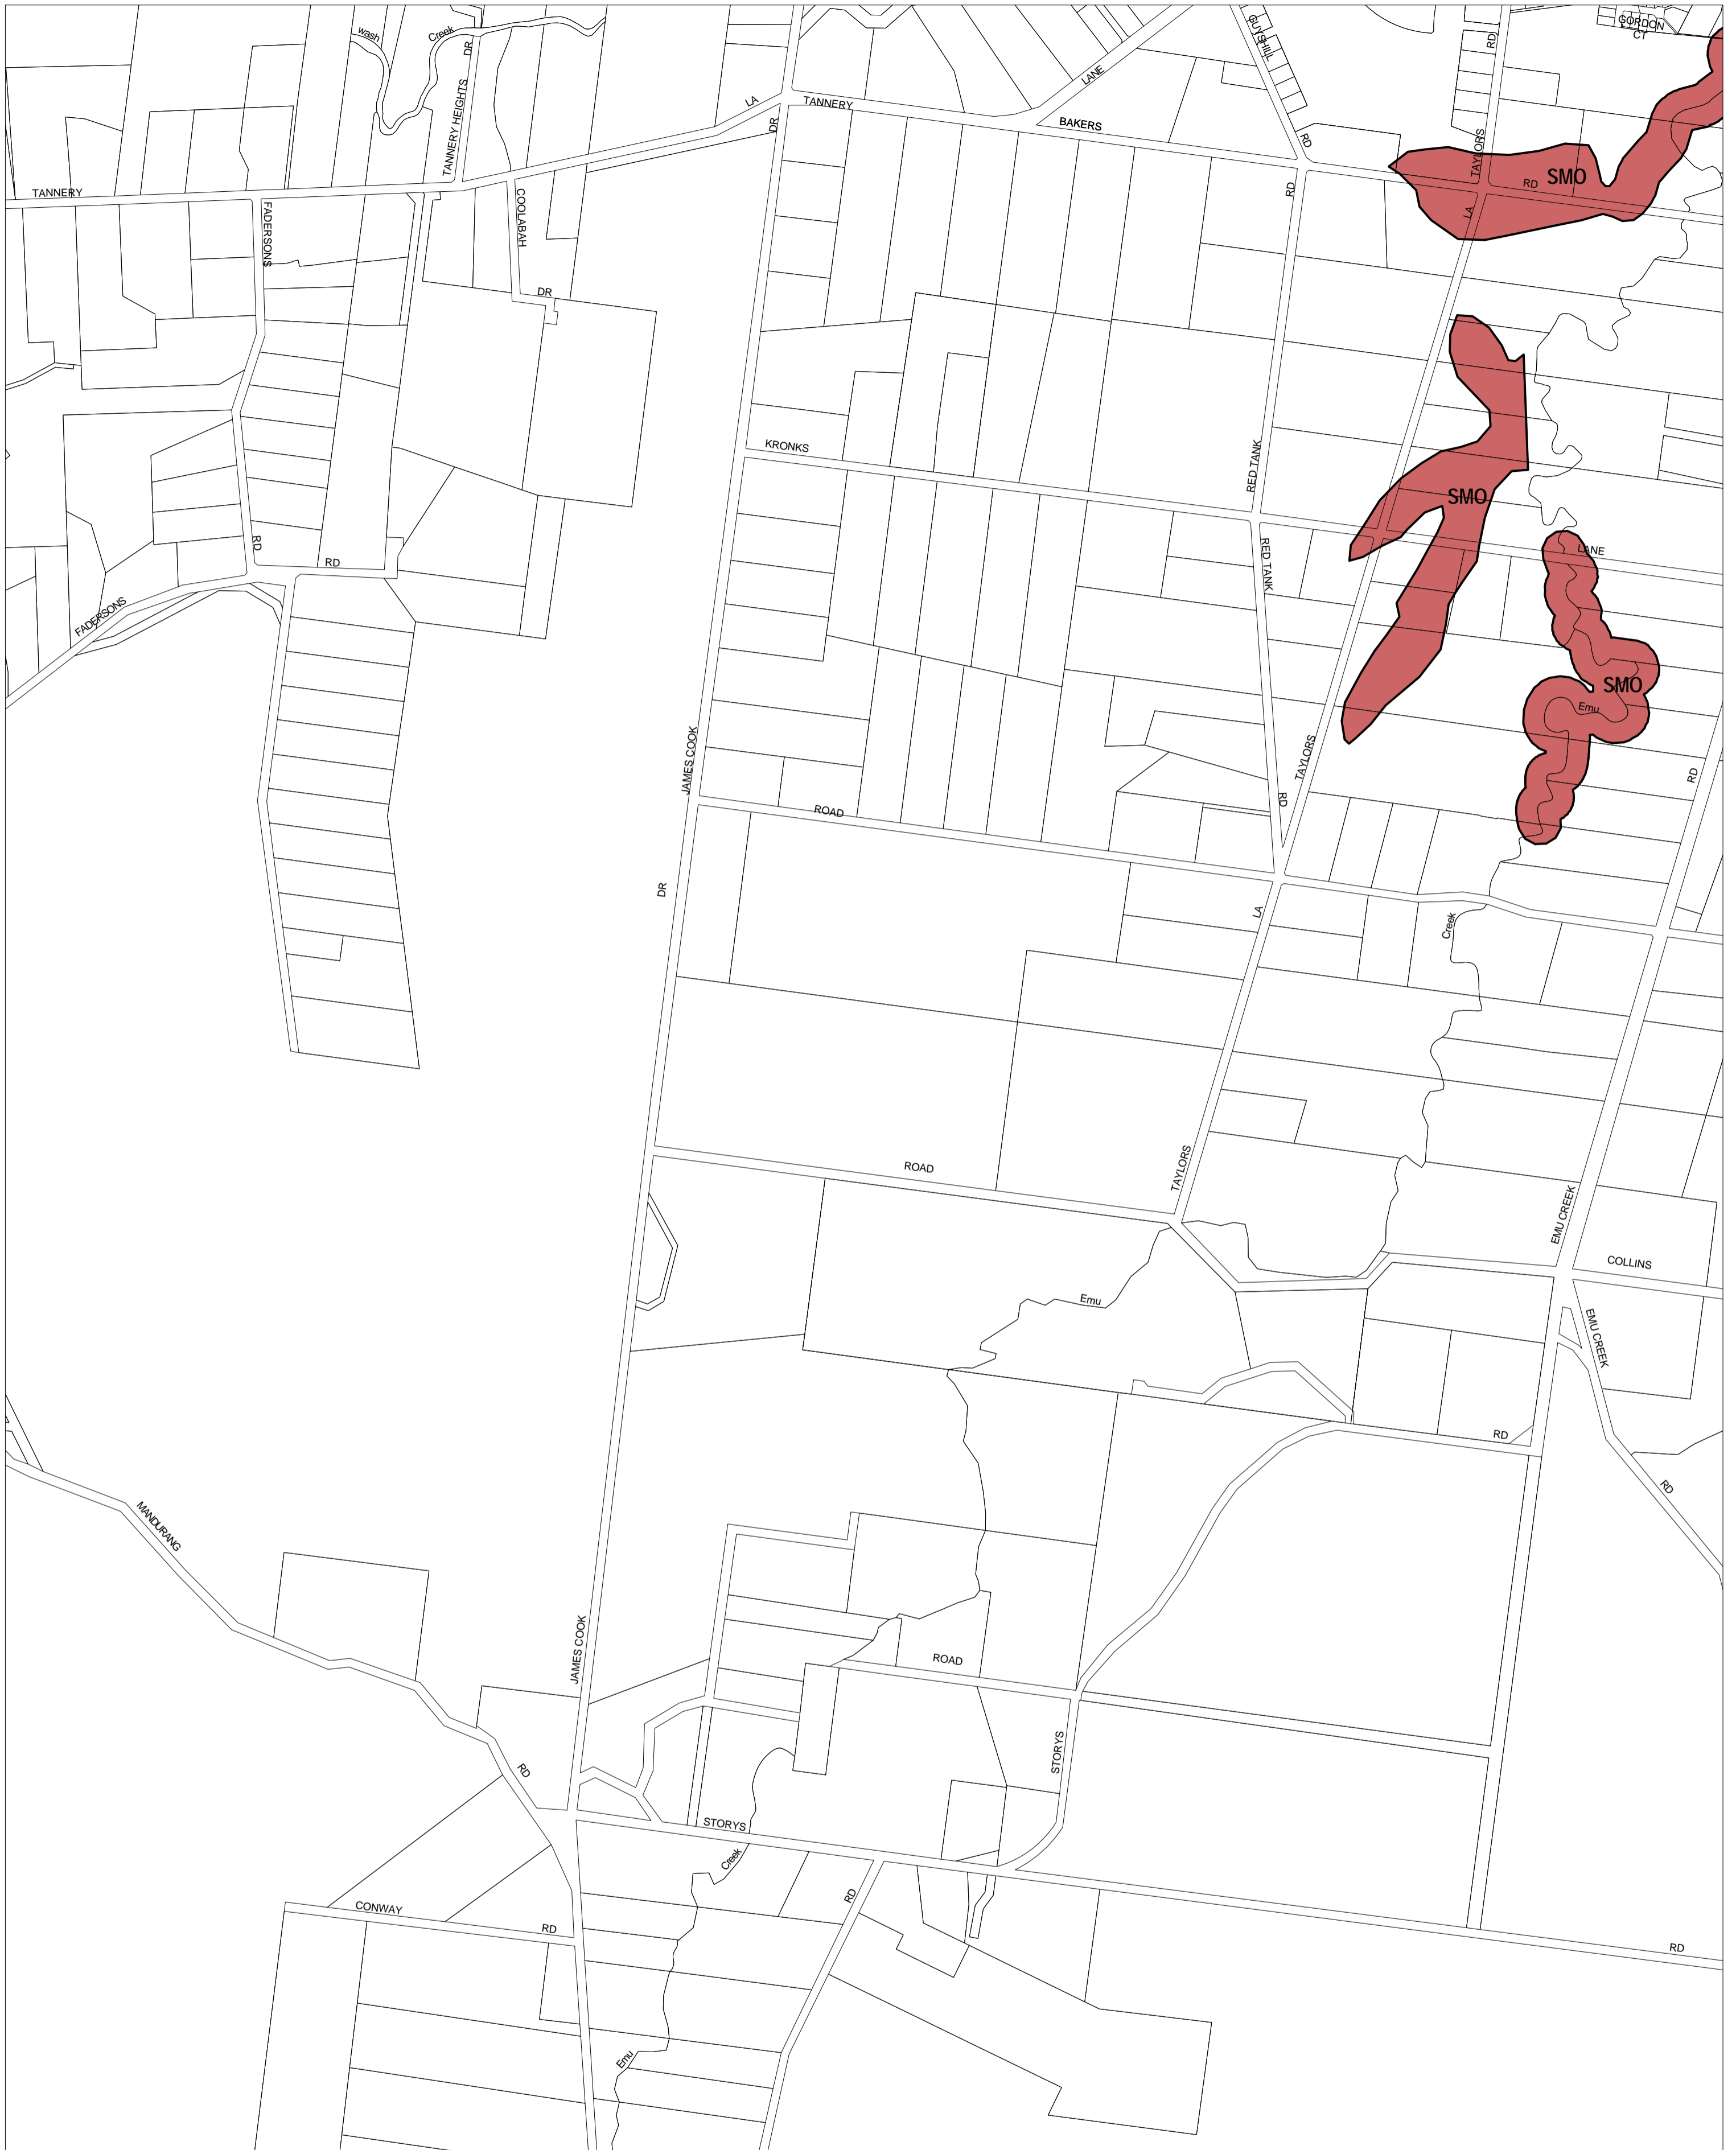 wash
Creek
DR
TANNERY HEIGHTS
LA
DR
TANNERY
LANE
BAKERS
GUYS HILL
RD
RD
GORDON
CT
TAYLORS
RD
SMO
LA
RD
TANNERY
FADERSONS
COOLABAH
DR
KRONKS
RED TANK
SMO
RED TANK
LANE
RD
RD
FADERSONS
SMO
Emu
JAMES COOK
TAYLORS
RD
RD
ROAD
DR
LA
Creek
ROAD
TAYLORS
EMU CREEK
COLLINS
Emu
EMU CREEK
RD
RD
MANDURANG
JAMES COOK
ROAD
STORYS
RD
STORYS
Creek
RD
CONWAY
RD
RD
Emu